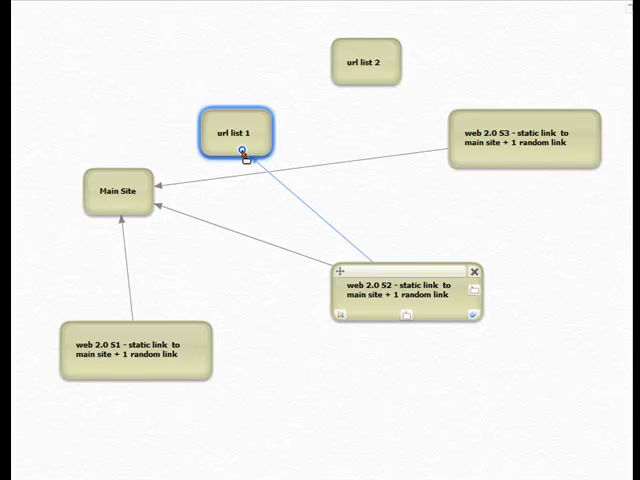 url list 2
url list 1
web 2.0 S3 - static link to
main site + 1 random link
Main Site
web 2.0 S2 - static link to
main site + 1 random link
web 2.0 S1 - static link to
main site + 1 random link